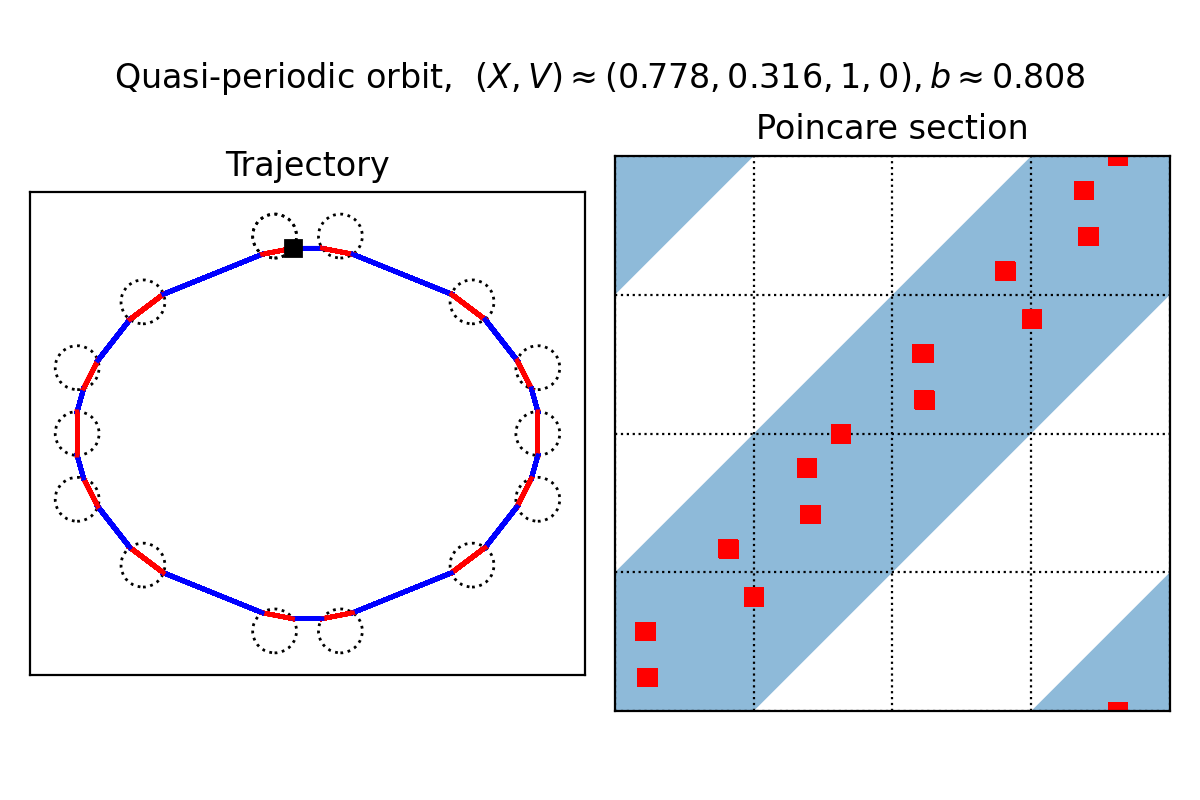 Quasi-periodic orbit, (X, V) ≈ (0.778, 0.316, 1, 0), b ≈ 0.808
Poincare section
Trajectory